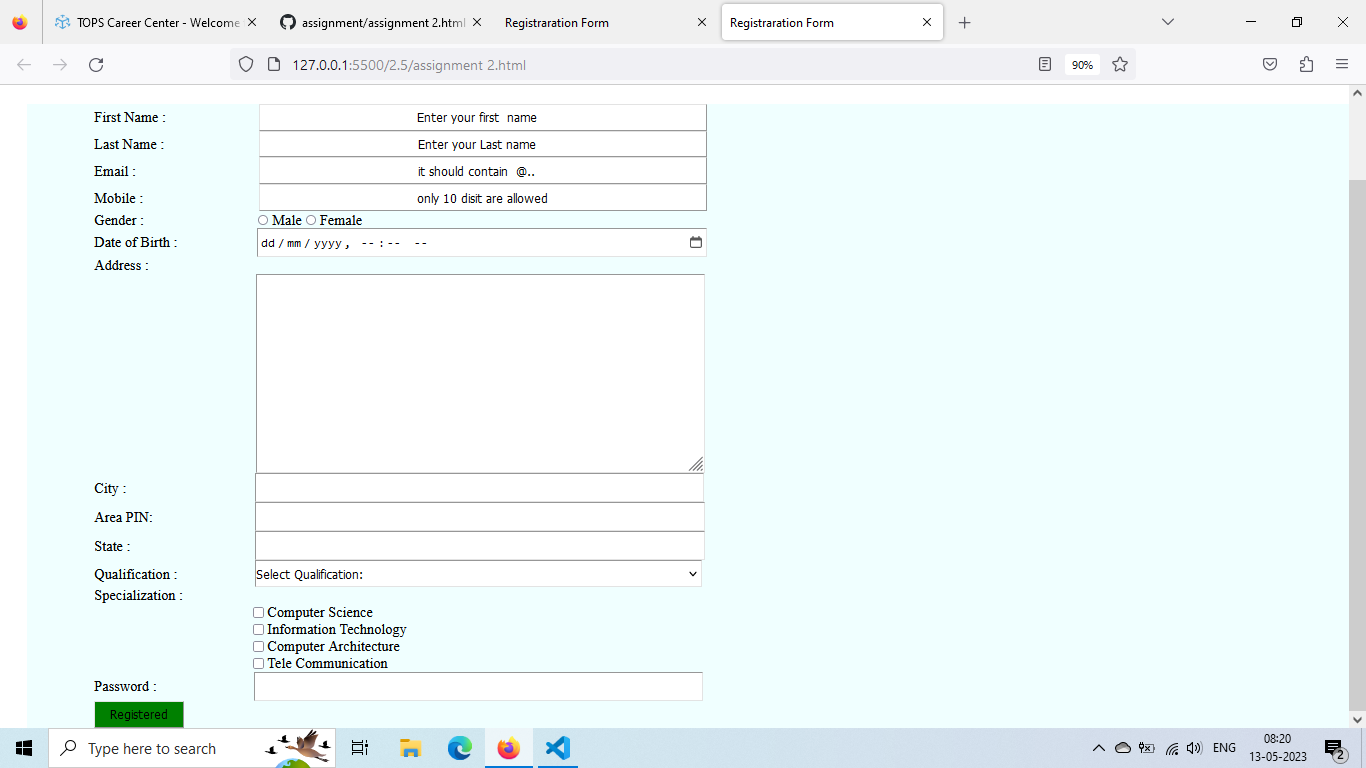 TOPS Career Center - Welcome
assignment/assignment 2.html
Registraration Form
Registraration Form
127.0.0.1:5500/2.5/assignment 2.html
90%
First Name : Enter your first name
Last Name : Enter your Last name
Email : it should contain @..
Mobile : only 10 disit are allowed
Gender : Male Female
Date of Birth : dd/mm/yyyy, --:-- --
Address :
City :
Area PIN:
State :
Qualification : Select Qualification:
Specialization :
Computer Science
Information Technology
Computer Architecture
Tele Communication
Password :
Registered
Type here to search
ENG
08:20
13-05-2023
2